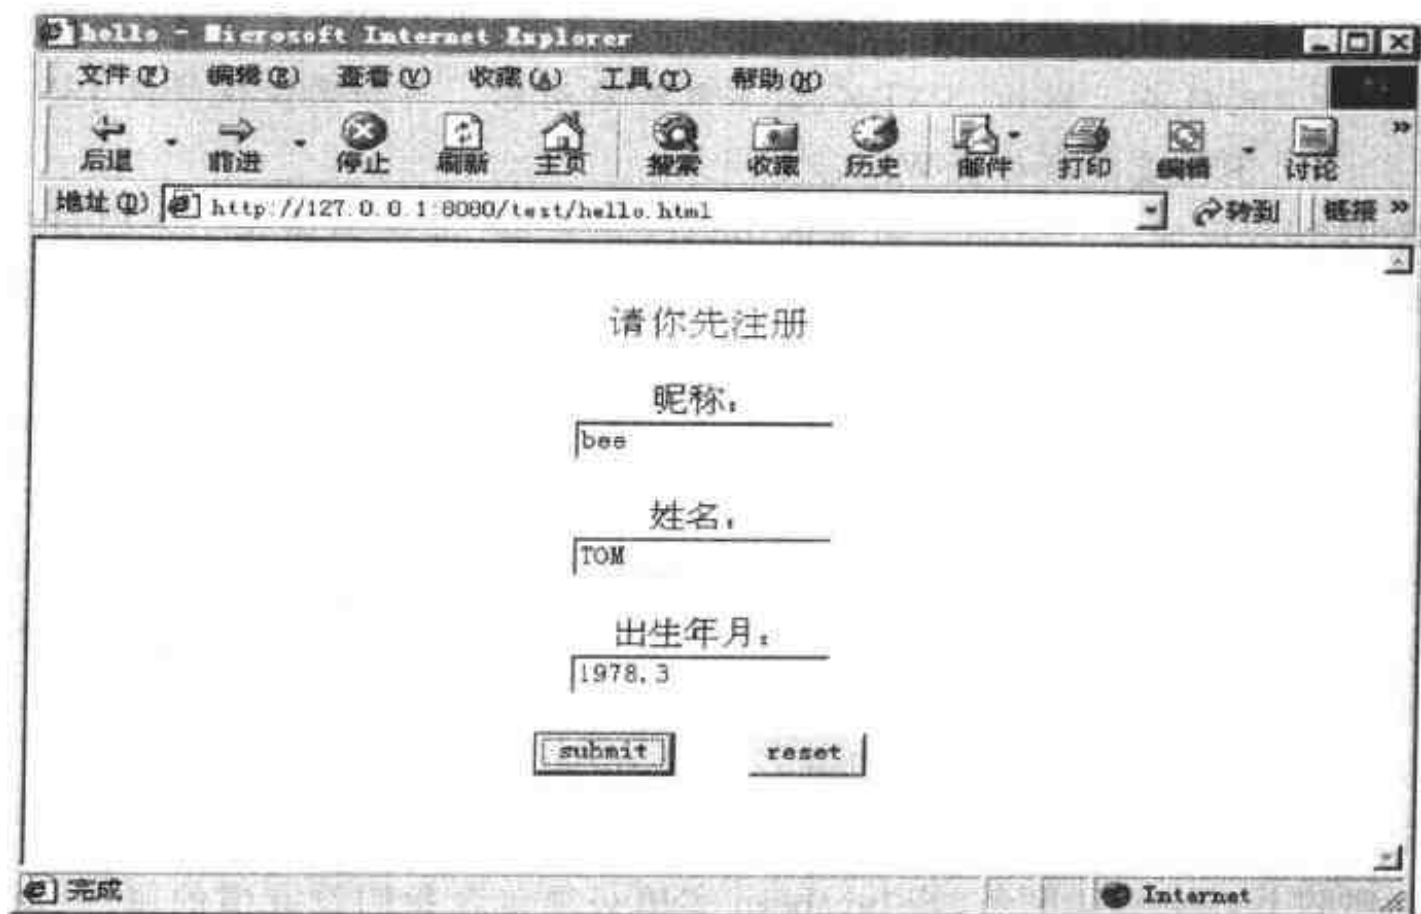 hello - Microsoft Internet Explorer
文件(F) 编辑(E) 查看(V) 收藏(A) 工具(T) 帮助(H)
后退 前进 停止 刷新 主页 搜索 收藏 历史 邮件 打印 编辑 讨论 »
地址(D) http://127.0.0.1:8080/test/hello.html 转到 链接 »
请你先注册
昵称:
bee
姓名:
TOM
出生年月:
1978.3
submit reset
完成 Internet